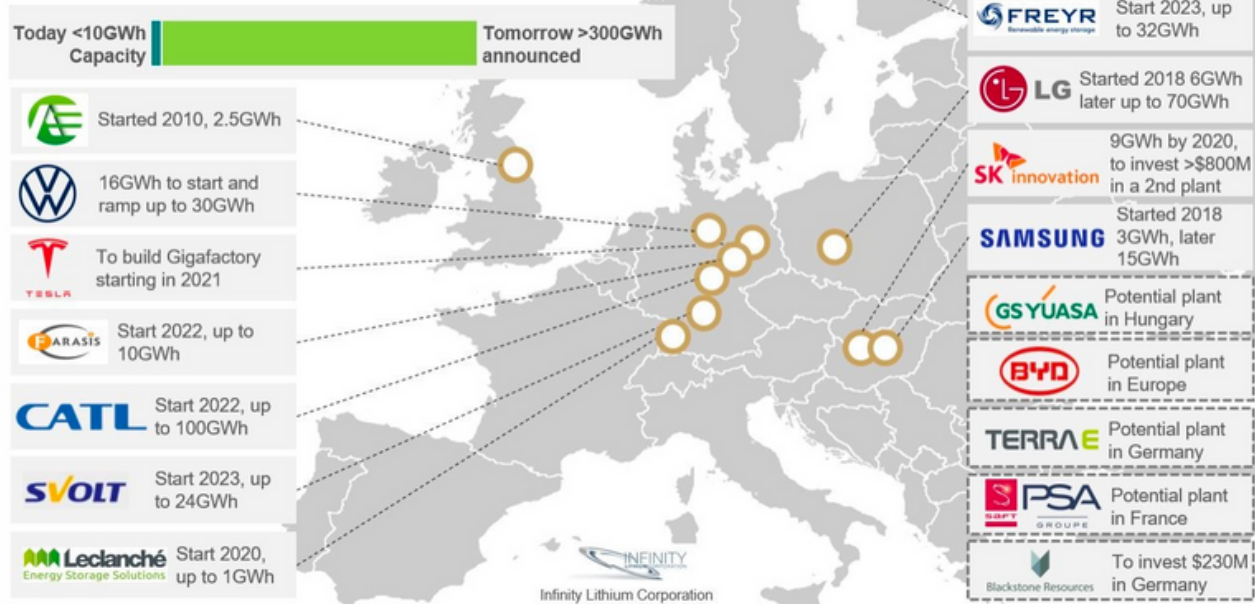 Today <10GWh
Capacity
Tomorrow >300GWh
announced
Started 2010, 2.5GWh
16GWh to start and
ramp up to 30GWh
TESLA
To build Gigafactory
starting in 2021
FARASIS
Start 2022, up to
10GWh
CATL
Start 2022, up
to 100GWh
SVOLT
Start 2023, up
to 24GWh
Leclanché
Energy Storage Solutions
Start 2020,
up to 1GWh
FREYR
Renewable energy storage
Start 2023, up
to 32GWh
LG
Started 2018 6GWh
later up to 70GWh
SK innovation
9GWh by 2020,
to invest >$800M
in a 2nd plant
SAMSUNG
Started 2018
3GWh, later
15GWh
GS YUASA
Potential plant
in Hungary
BYD
Potential plant
in Europe
TERRA E
Potential plant
in Germany
saft
PSA
GROUPE
Potential plant
in France
Blackstone Resources
To invest $230M
in Germany
INFINITY
Infinity Lithium Corporation